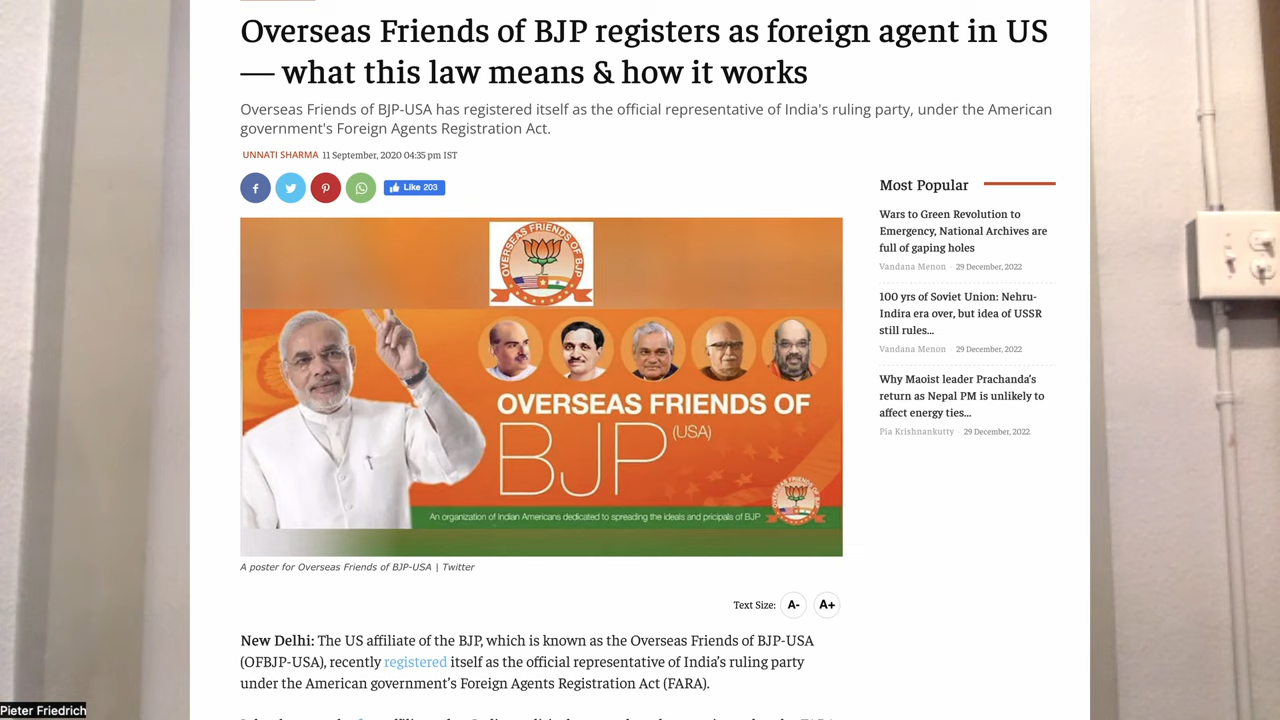 Overseas Friends of BJP registers as foreign agent in US
— what this law means & how it works
Overseas Friends of BJP-USA has registered itself as the official representative of India's ruling party, under the American
government's Foreign Agents Registration Act.
UNNATI SHARMA 11 September, 2020 04:35 pm IST
Like 203
OVERSEAS FRIENDS OF BJP
OVERSEAS FRIENDS OF
BJP (USA)
OVERSEAS FRIENDS OF BJP
An organization of Indian Americans dedicated to spreading the ideals and pricipals of BJP
A poster for Overseas Friends of BJP-USA | Twitter
Text Size: A- A+
New Delhi: The US affiliate of the BJP, which is known as the Overseas Friends of BJP-USA
(OFBJP-USA), recently registered itself as the official representative of India's ruling party
under the American government's Foreign Agents Registration Act (FARA).
Most Popular
Wars to Green Revolution to
Emergency, National Archives are
full of gaping holes
Vandana Menon · 29 December, 2022
100 yrs of Soviet Union: Nehru-
Indira era over, but idea of USSR
still rules...
Vandana Menon · 29 December, 2022
Why Maoist leader Prachanda's
return as Nepal PM is unlikely to
affect energy ties...
Pia Krishnankutty · 29 December, 2022
Pieter Friedrich